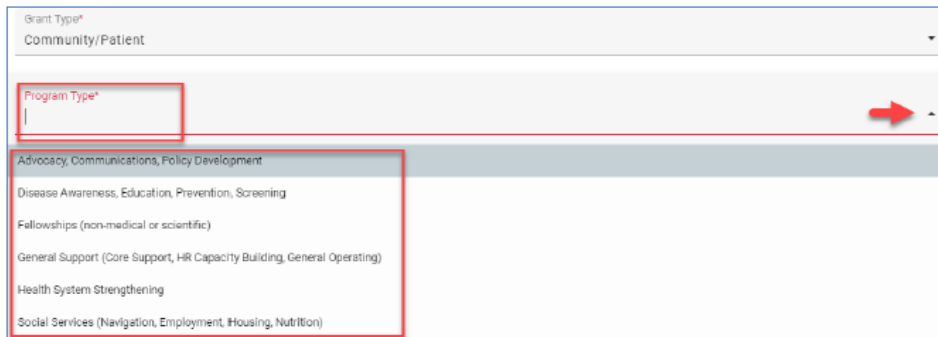 Grant Type*
Community/Patient
Program Type*
Advocacy, Communications, Policy Development
Disease Awareness, Education, Prevention, Screening
Fellowships (non-medical or scientific)
General Support (Core Support, HR Capacity Building, General Operating)
Health System Strengthening
Social Services (Navigation, Employment, Housing, Nutrition)